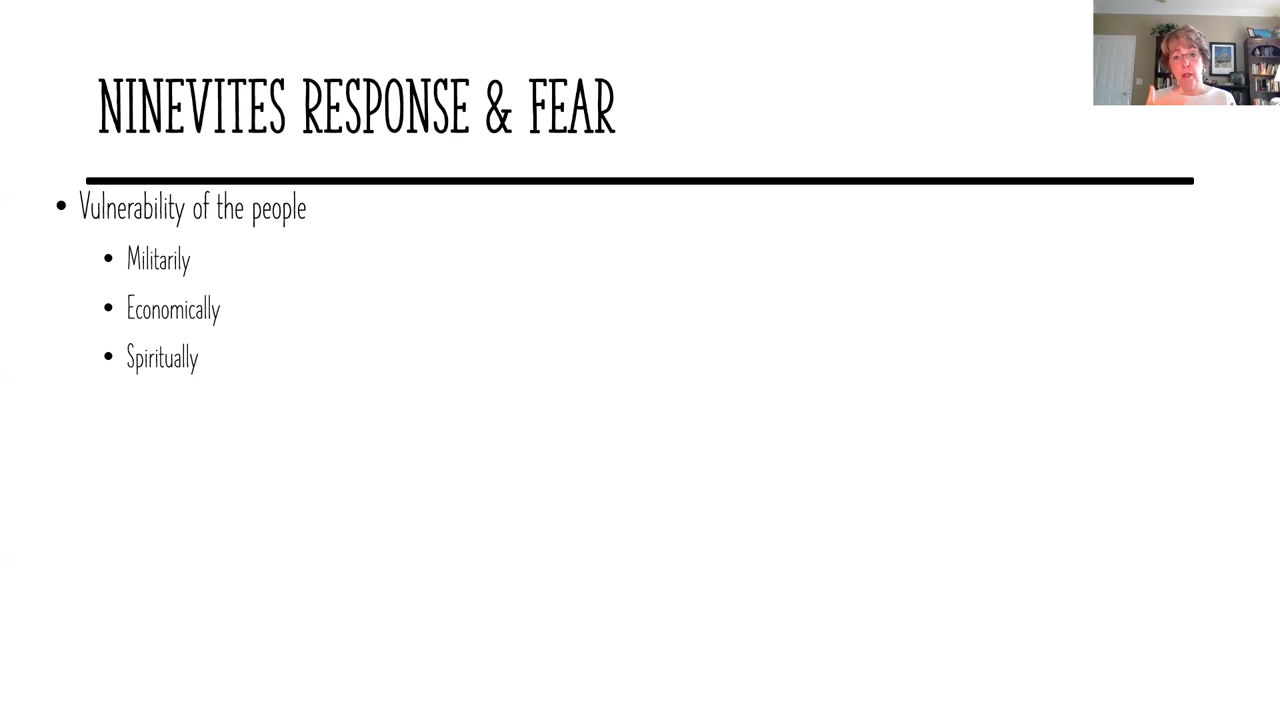 NINEVITES RESPONSE & FEAR
• Vulnerability of the people
• Militarily
• Economically
• Spiritually